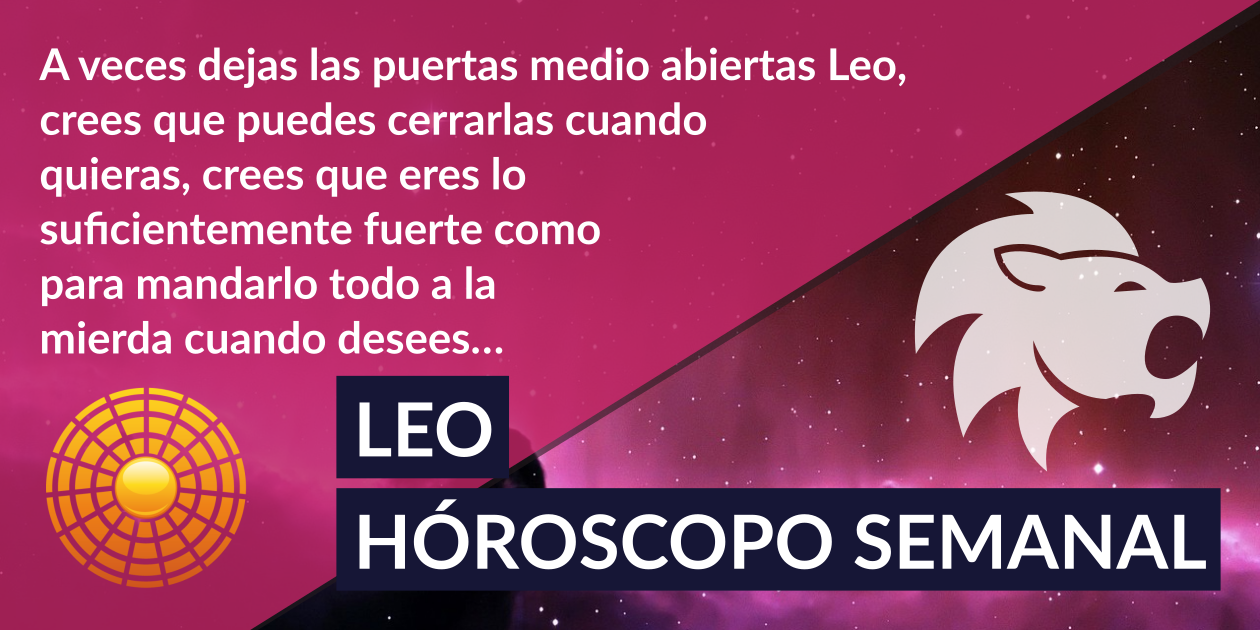 A veces dejas las puertas medio abiertas Leo,
crees que puedes cerrarlas cuando
quieras, crees que eres lo
suficientemente fuerte como
para mandarlo todo a la
mierda cuando desees...
LEO
HÓROSCOPO SEMANAL